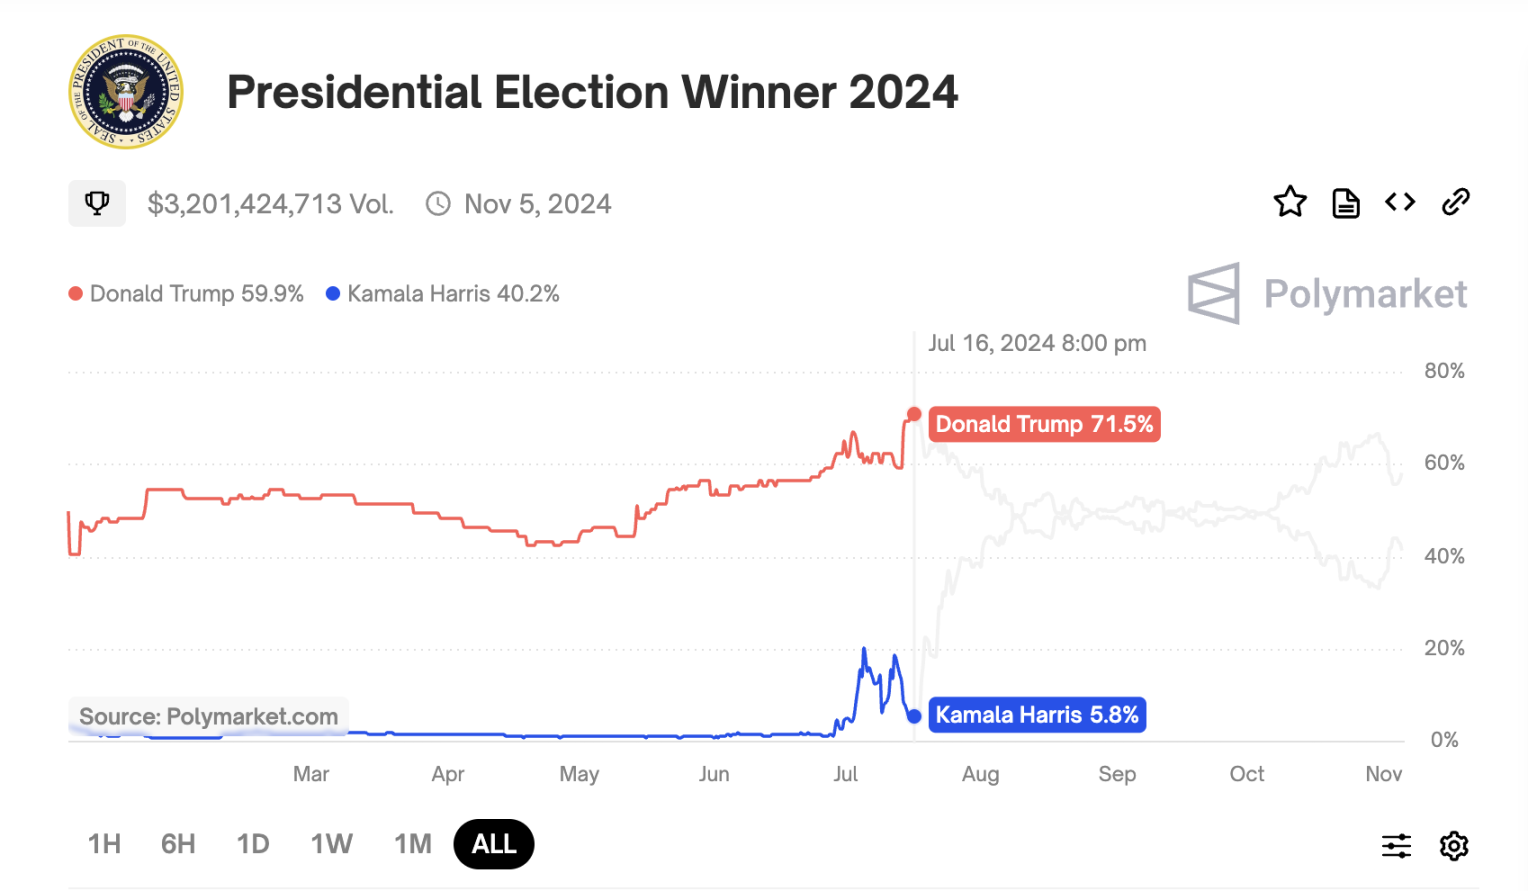 SEAL OF THE PRESIDENT OF THE UNITED STATES
Presidential Election Winner 2024
$3,201,424,713 Vol. Nov 5, 2024
Donald Trump 59.9% Kamala Harris 40.2%
Polymarket
Jul 16, 2024 8:00 pm
80%
Donald Trump 71.5%
60%
40%
20%
Source: Polymarket.com
Kamala Harris 5.8%
0%
Mar Apr May Jun Jul Aug Sep Oct Nov
1H 6H 1D 1W 1M ALL